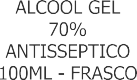 ALCOOL GEL
70%
ANTISSEPTICO
100ML - FRASCO